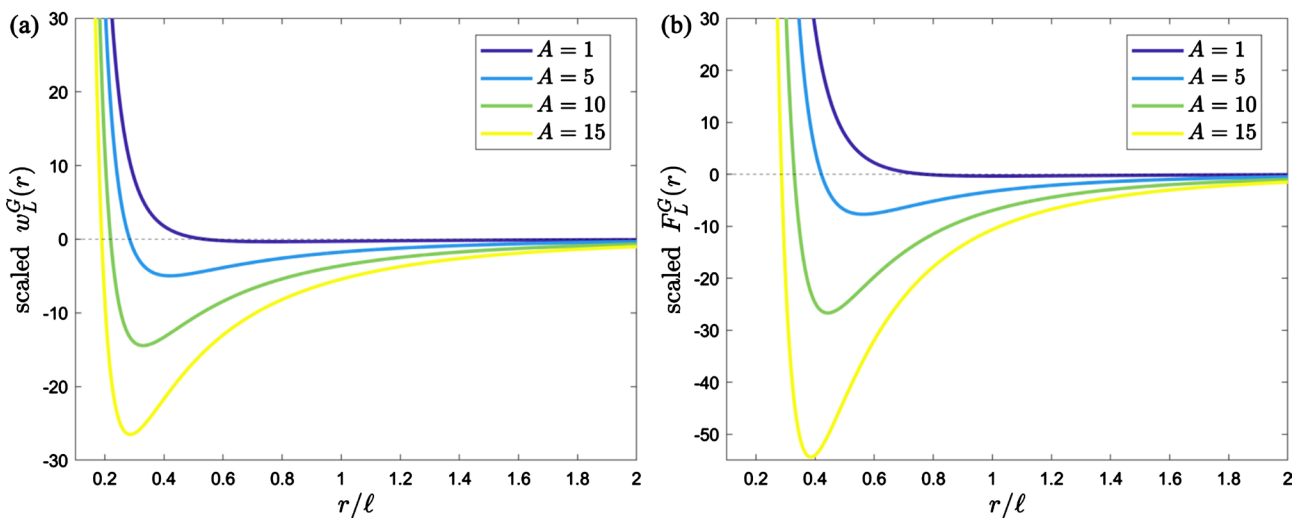 (a)
scaled w_L^G(r)
30
20
10
0
-10
-20
-30
0.2 0.4 0.6 0.8 1 1.2 1.4 1.6 1.8 2
r/ℓ
A = 1
A = 5
A = 10
A = 15
(b)
scaled F_L^G(r)
30
20
10
0
-10
-20
-30
-40
-50
0.2 0.4 0.6 0.8 1 1.2 1.4 1.6 1.8 2
r/ℓ
A = 1
A = 5
A = 10
A = 15